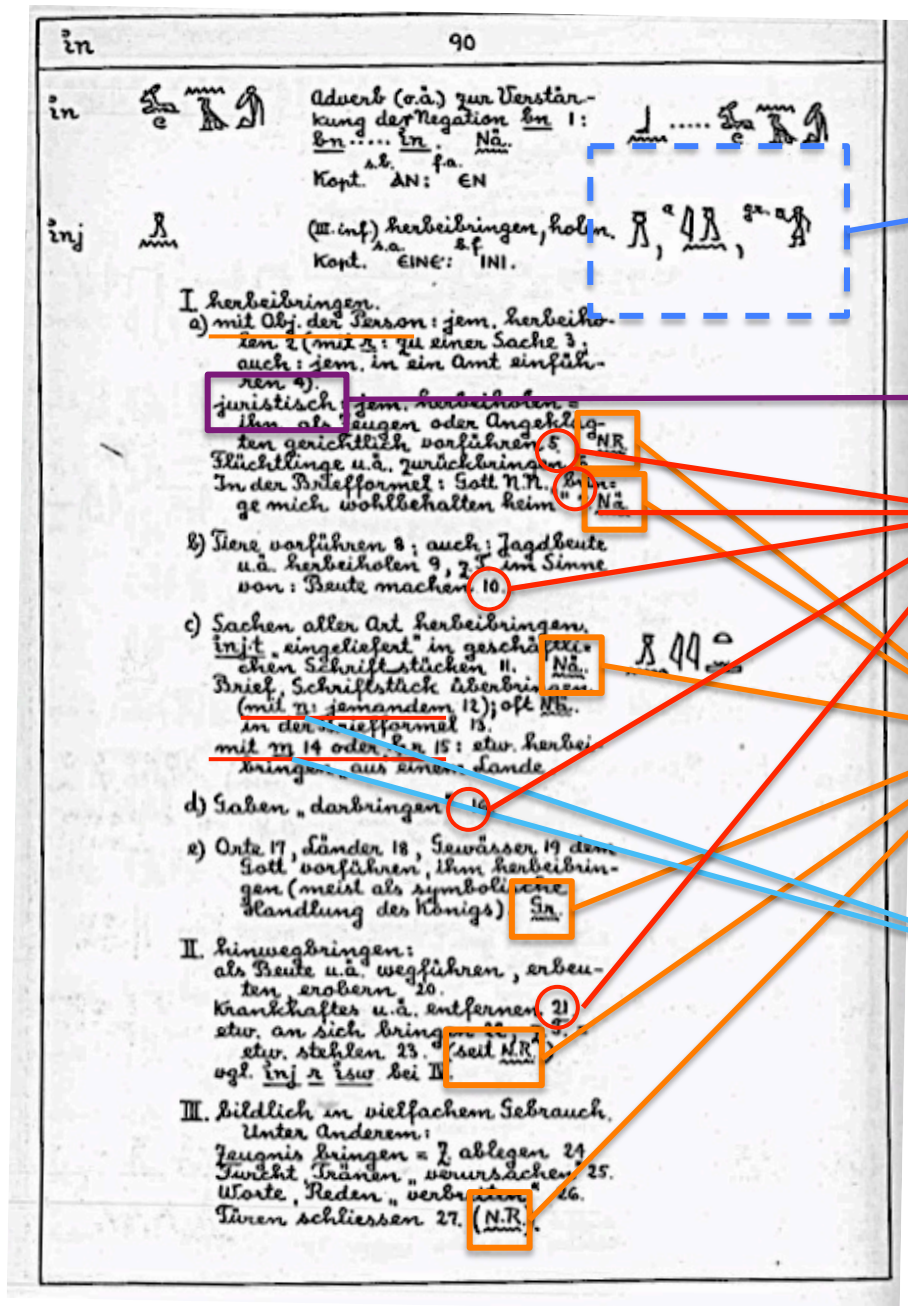 in
90
in
Adverb (o.ä.) zur Verstär-
kung der Negation bn 1:
bn ..... in. Nä.
s.b. f.a.
Kopt. AN: ЄN
inj
(III. inf.) herbeibringen, holen.
a gr. a
s.a. b.f.
Kopt. ЄINЄ: INI.
I. herbeibringen.
a) mit Obj. der Person: jem. herbeiho-
len 2 (mit r: zu einer Sache 3;
auch: jem. in ein Amt einfüh-
ren 4).
juristisch: jem. herbeiholen =
ihn als Zeugen oder Angeklag-
ten gerichtlich vorführen 5. N.R.
Flüchtlinge u.ä. zurückbringen
In der Briefformel: Gott N.N. brin=
ge mich wohlbehalten heim" Nä.
b) Tiere vorführen 8; auch: Jagdbeute
u.ä. herbeiholen 9, z.T. im Sinne
von: Beute machen 10.
c) Sachen aller Art herbeibringen.
inj.t „eingeliefert" in geschäftli=
chen Schriftstücken 11. Nä.
Brief, Schriftstück überbringen
(mit n: jemandem 12); oft Nä.
in der Briefformel 13.
mit m 14 oder hr 15: etw. herbei-
bringen „aus einem Lande
d) Gaben „darbringen" 16
e) Orte 17, Länder 18, Gewässer 19 dem
Gott vorführen, ihm herbeibrin-
gen (meist als symbolische
Handlung des Königs). Gr.
II. hinwegbringen:
als Beute u.ä. wegführen, erbeu-
ten, erobern 20.
Krankhaftes u.ä. entfernen 21
etw. an sich bringen
etw. stehlen 23. (seit N.R.)
vgl. inj r isw bei IV.
III. bildlich in vielfachem Gebrauch.
Unter Anderem:
Zeugnis bringen = Z ablegen 24
Furcht, Tränen „verursachen" 25.
Worte, Reden „verbreiten" 26.
Türen schliessen 27. (N.R.).